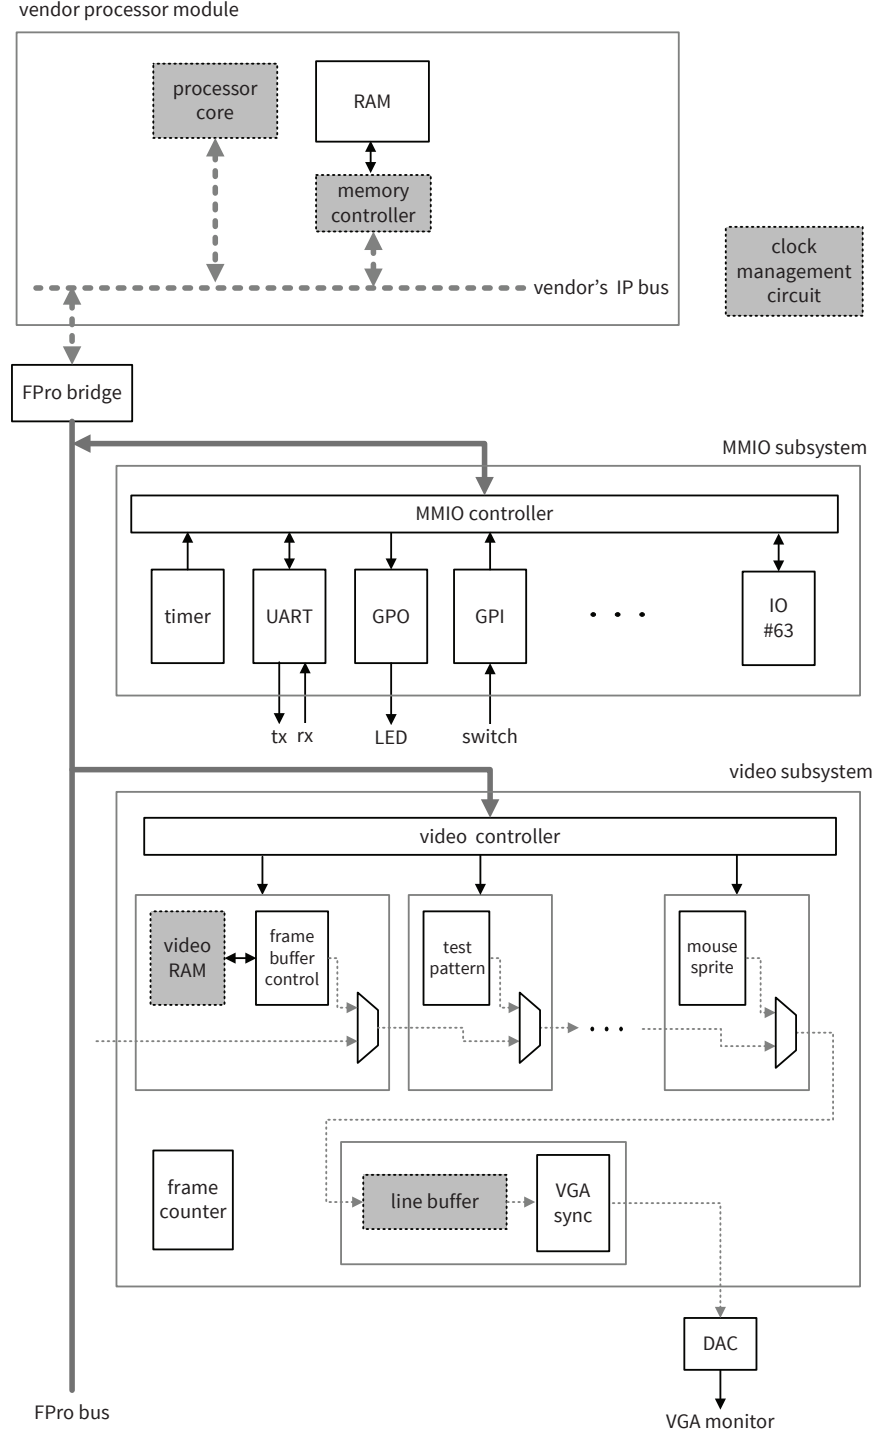 vendor processor module
processor
core
RAM
memory
controller
clock
management
circuit
vendor's IP bus
FPro bridge
MMIO subsystem
MMIO controller
timer
UART
GPO
GPI
. . .
IO
#63
tx
rx
LED
switch
video subsystem
video controller
video
RAM
frame
buffer
control
test
pattern
. . .
mouse
sprite
frame
counter
line buffer
VGA
sync
DAC
FPro bus
VGA monitor